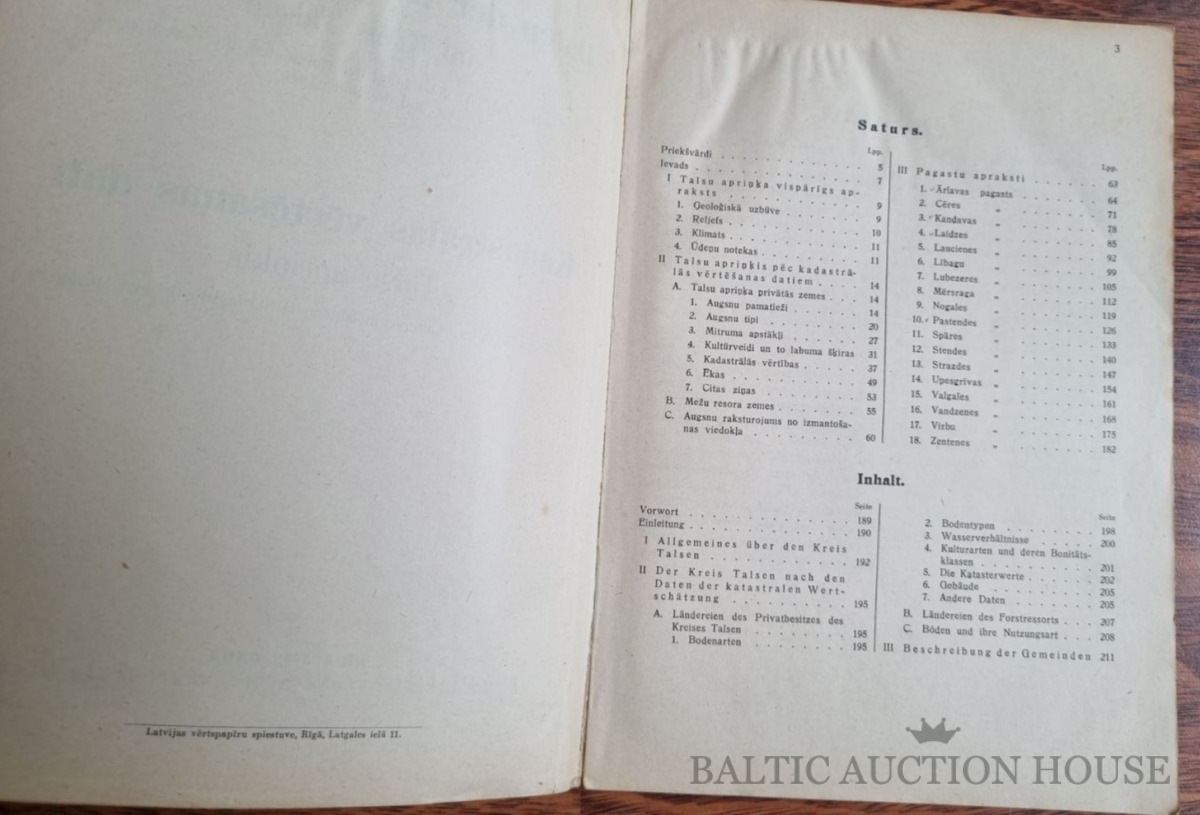 Latvijas vērtspapīru spiestuve, Rīgā, Latgales ielā 11.
3
Saturs.
Lpp.
Priekšvārdi . . . . . . . . . . 5
Ievads . . . . . . . . . . 7
I Talsu apriņķa vispārīgs ap-
raksts . . . . . . . . . . 9
1. Ģeoloģiskā uzbūve . . . . . . 9
2. Reljefs . . . . . . . . . . 10
3. Klimats . . . . . . . . . . 11
4. Ūdeņu notekas . . . . . . . . 11
II Talsu apriņķis pēc kadastrā-
lās vērtēšanas datiem . . . 14
A. Talsu apriņķa privātās zemes . . . 14
1. Augsnu pamatieži . . . . . . 14
2. Augsnu tipi . . . . . . . . 20
3. Mitruma apstākļi . . . . . . 27
4. Kultūrveidi un to labuma šķiras 31
5. Kadastrālās vērtības . . . . . 37
6. Ēkas . . . . . . . . . . 49
7. Citas ziņas . . . . . . . . 53
B. Mežu resora zemes . . . . . . . 55
C. Augsnu raksturojums no izmantoša-
nas viedokļa . . . . . . . . 60
Lpp.
III Pagastu apraksti . . . . . . 63
1. Ārlavas pagasts . . . . . . 64
2. Cēres „ . . . . . . 71
3. Kandavas „ . . . . . . 78
4. Laidzes „ . . . . . . 85
5. Laucienes „ . . . . . . 92
6. Lībagu „ . . . . . . 99
7. Lubezeres „ . . . . . . 105
8. Mērsraga „ . . . . . . 112
9. Nogales „ . . . . . . 119
10. Pastendes „ . . . . . . 126
11. Spāres „ . . . . . . 133
12. Stendes „ . . . . . . 140
13. Strazdes „ . . . . . . 147
14. Upesgrīvas „ . . . . . . 154
15. Valgales „ . . . . . . 161
16. Vandzenes „ . . . . . . 168
17. Virbu „ . . . . . . 175
18. Zentenes „ . . . . . . 182
Inhalt.
Seite
Vorwort . . . . . . . . . . 189
Einleitung . . . . . . . . . . 190
I Allgemeines über den Kreis
Talsen . . . . . . . . . . 192
II Der Kreis Talsen nach den
Daten der katastralen Wert-
schätzung . . . . . . . . . 195
A. Ländereien des Privatbesitzes des
Kreises Talsen . . . . . . . 195
1. Bodenarten . . . . . . . 195
Seite
2. Bodentypen . . . . . . . 198
3. Wasserverhältnisse . . . . . 200
4. Kulturarten und deren Bonitäts-
klassen . . . . . . . . . 201
5. Die Katasterwerte . . . . . 202
6. Gebäude . . . . . . . . 205
7. Andere Daten . . . . . . . 205
B. Ländereien des Forstressorts . . . 207
C. Böden und ihre Nutzungsart . . . 208
III Beschreibung der Gemeinden 211
BALTIC AUCTION HOUSE